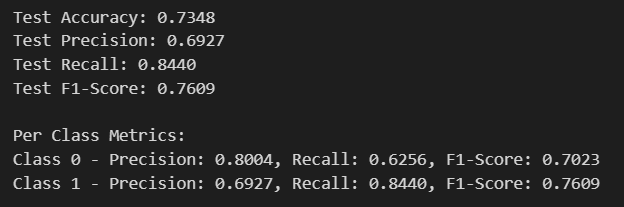 Test Accuracy: 0.7348
Test Precision: 0.6927
Test Recall: 0.8440
Test F1-Score: 0.7609
Per Class Metrics:
Class 0 - Precision: 0.8004, Recall: 0.6256, F1-Score: 0.7023
Class 1 - Precision: 0.6927, Recall: 0.8440, F1-Score: 0.7609